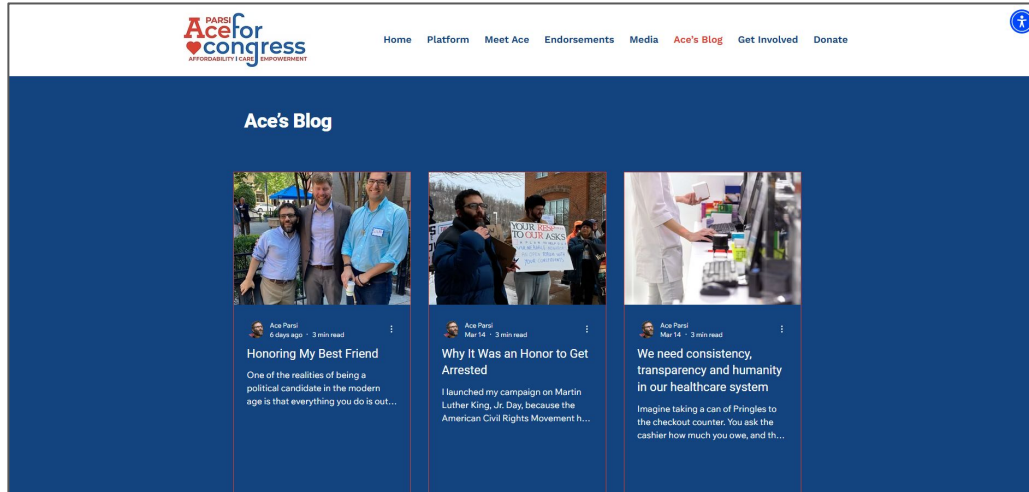 PARSI
Ace for
congress
AFFORDABILITY | CARE | EMPOWERMENT
Home Platform Meet Ace Endorsements Media Ace's Blog Get Involved Donate
Ace's Blog
YOUR
TO OUR ASKS
Ace Parsi
6 days ago · 3 min read
Honoring My Best Friend
One of the realities of being a
political candidate in the modern
age is that everything you do is out...
Ace Parsi
Mar 14 · 3 min read
Why It Was an Honor to Get
Arrested
I launched my campaign on Martin
Luther King, Jr. Day, because the
American Civil Rights Movement h...
Ace Parsi
Mar 14 · 3 min read
We need consistency,
transparency and humanity
in our healthcare system
Imagine taking a can of Pringles to
the checkout counter. You ask the
cashier how much you owe, and th...